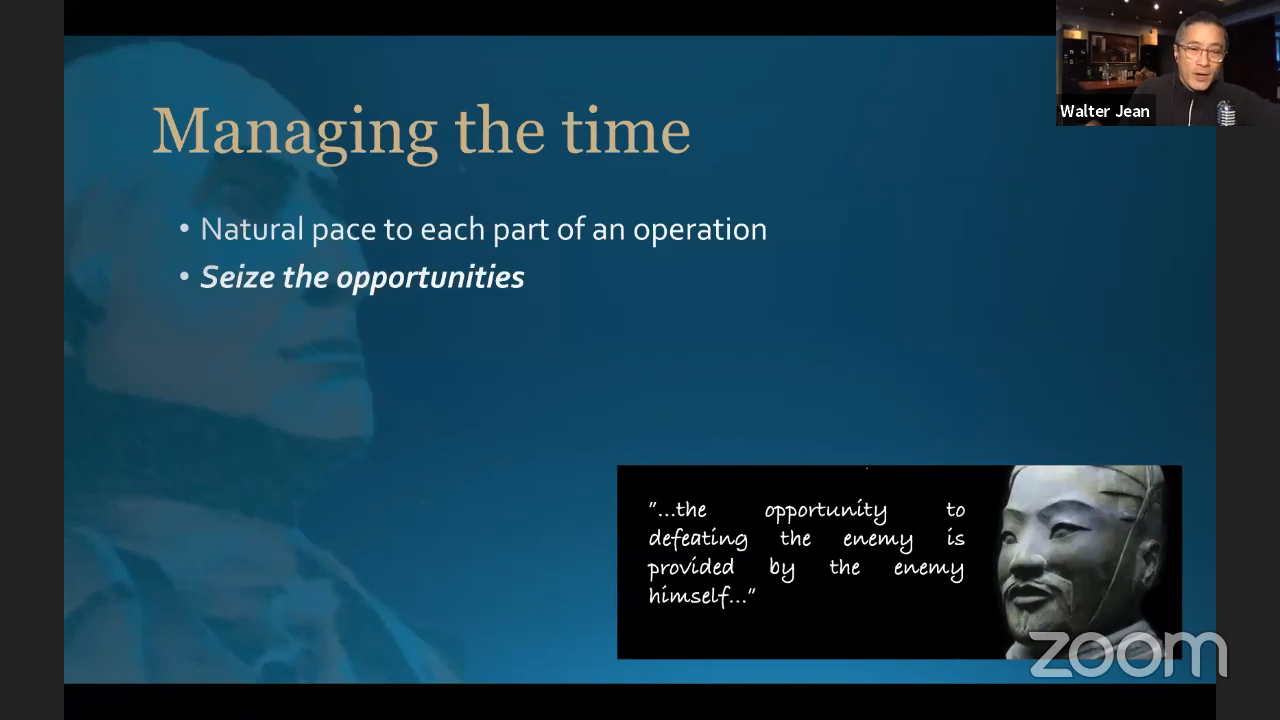 Managing the time
• Natural pace to each part of an operation
• Seize the opportunities
"...the opportunity to
defeating the enemy is
provided by the enemy
himself..."
Walter Jean
zoom